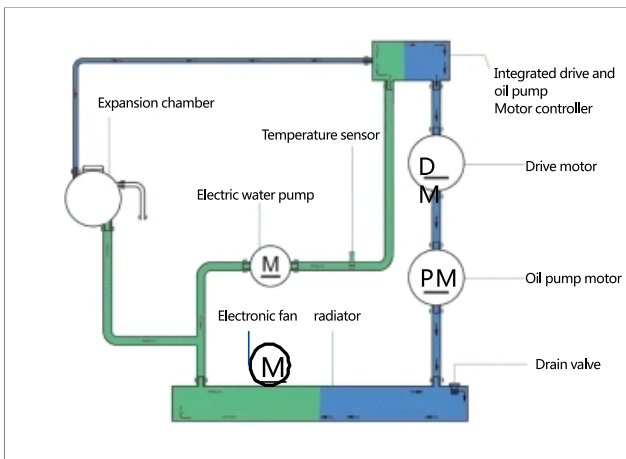 Integrated drive and
oil pump
Motor controller
Expansion chamber
Temperature sensor
D
M
Drive motor
Electric water pump
M
PM
Oil pump motor
Electronic fan
radiator
M
Drain valve